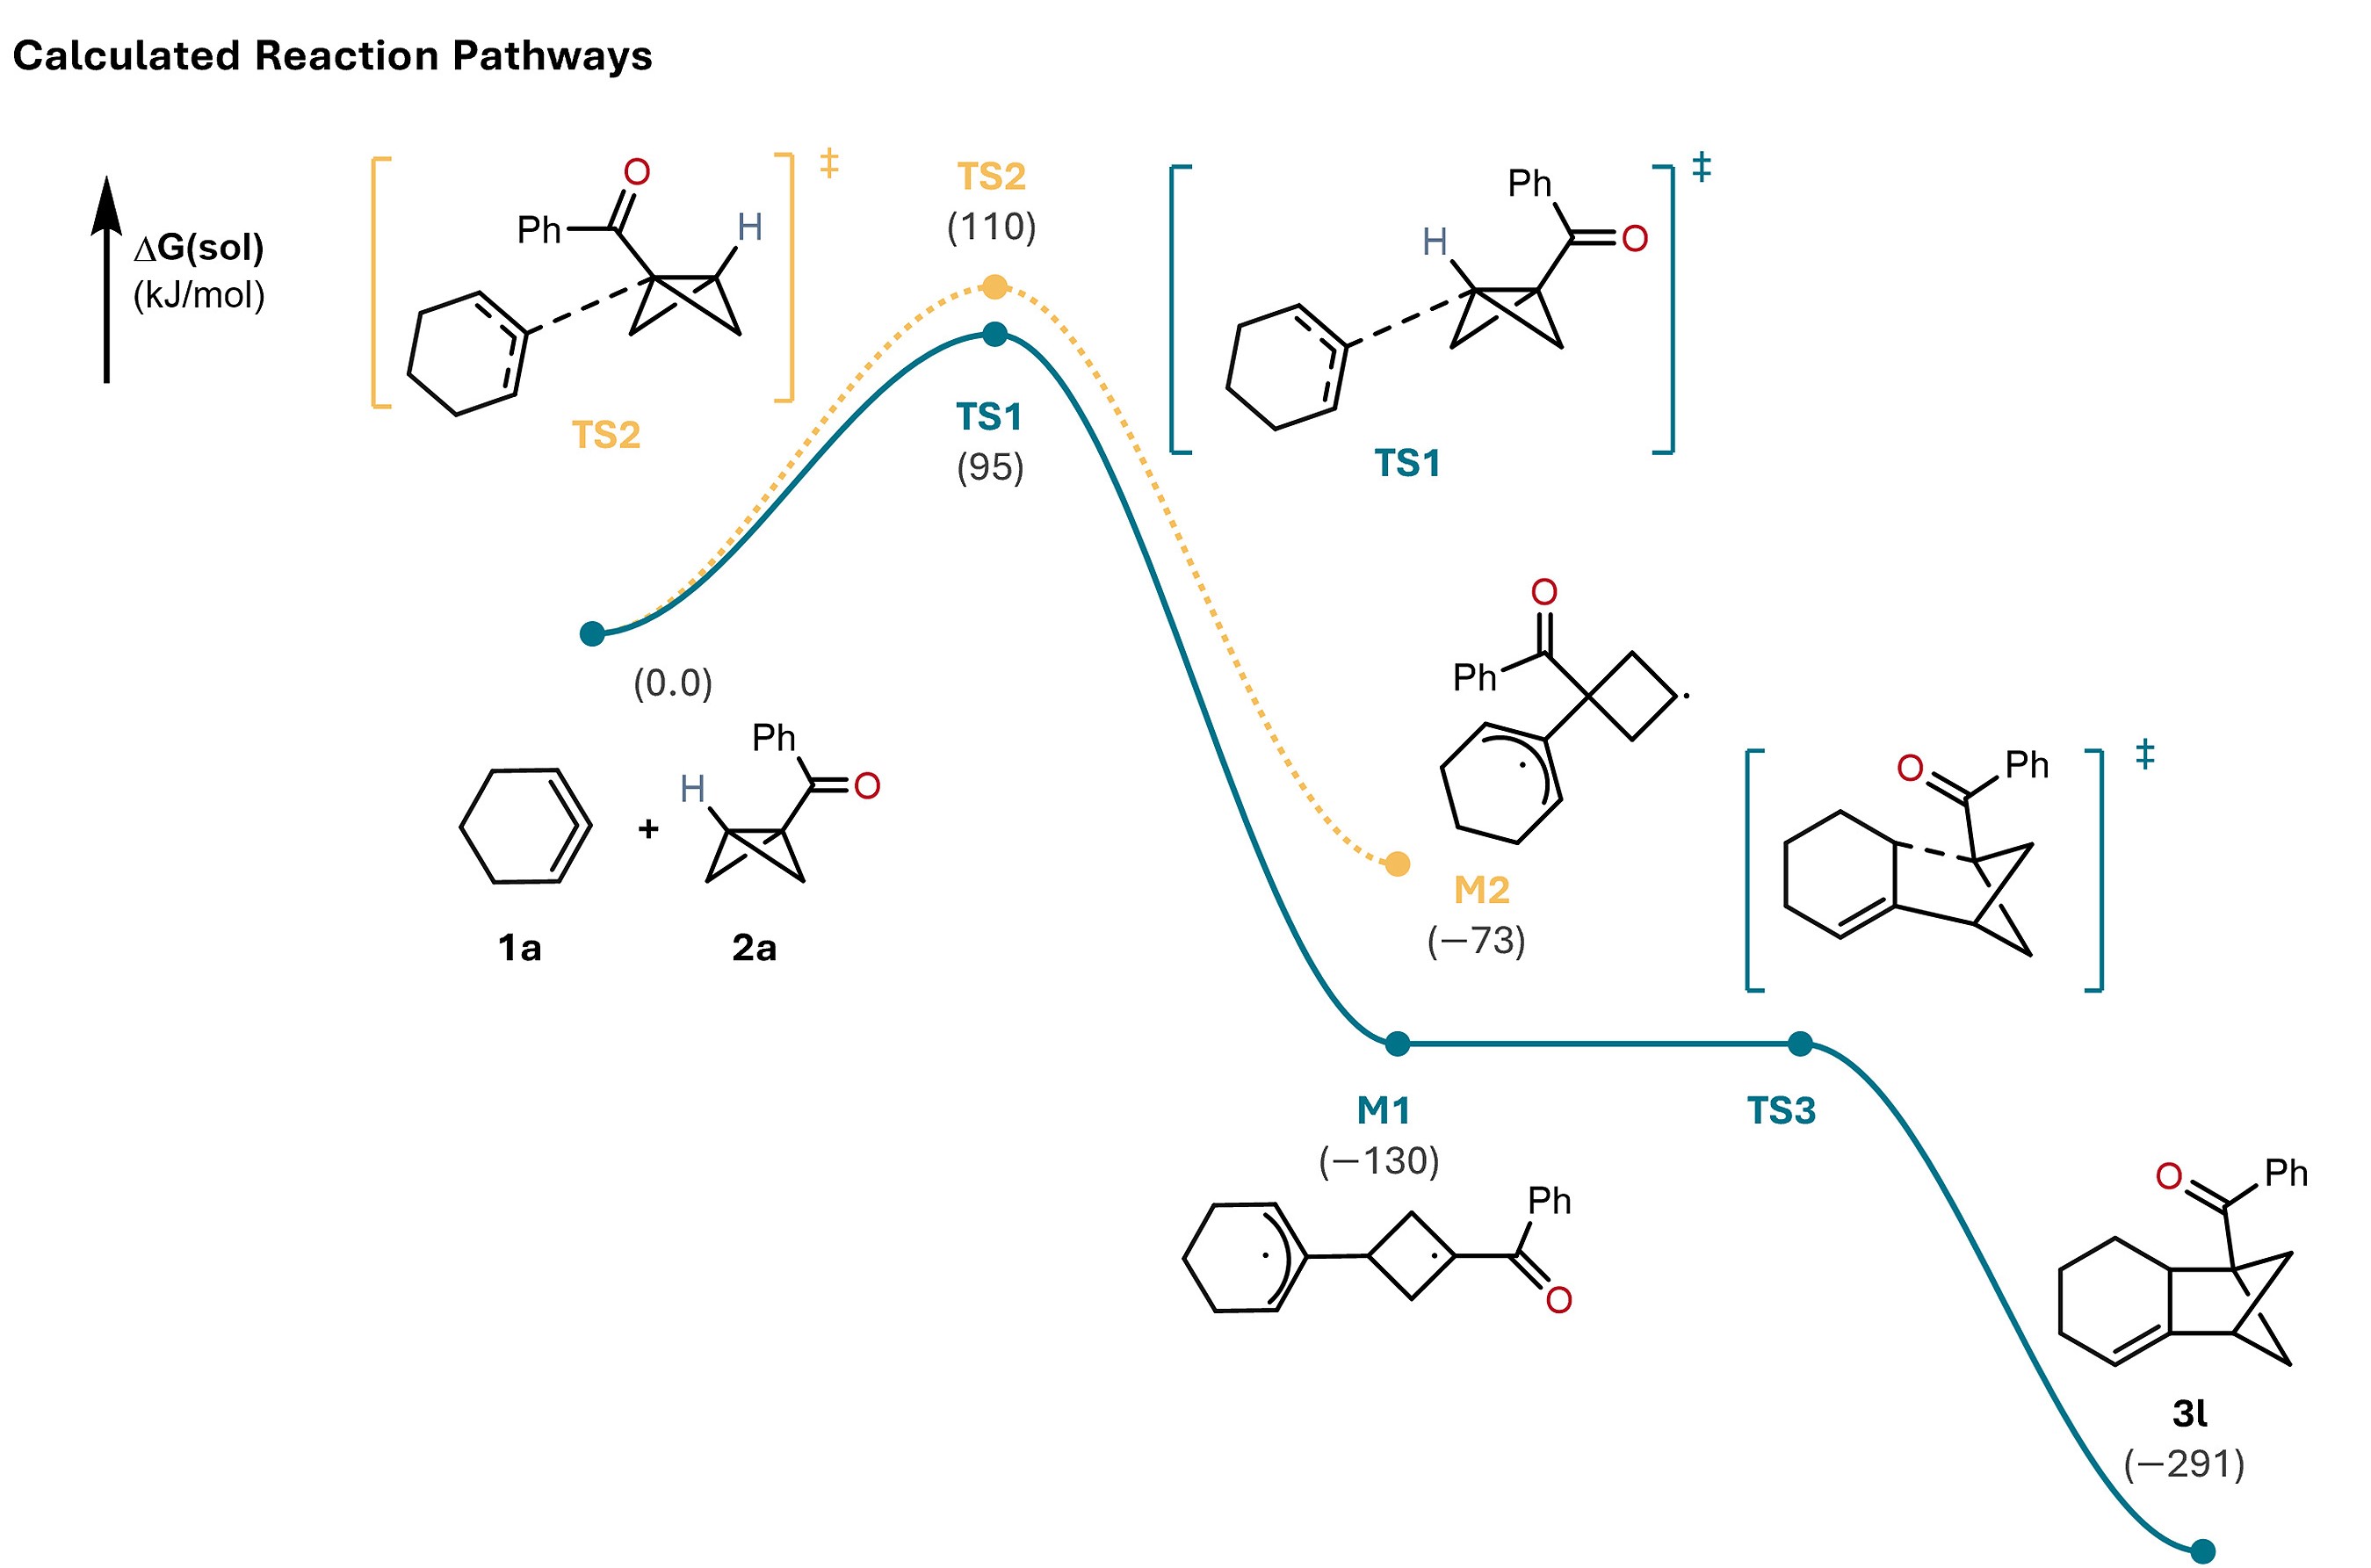 Calculated Reaction Pathways
ΔG(sol)
(kJ/mol)
O
Ph
H
‡
TS2
TS2
(110)
TS1
(95)
Ph
H
O
‡
TS1
(0.0)
Ph
H
O
+
1a
2a
O
Ph
M2
(−73)
O
Ph
‡
M1
(−130)
TS3
Ph
O
O
Ph
3l
(−291)